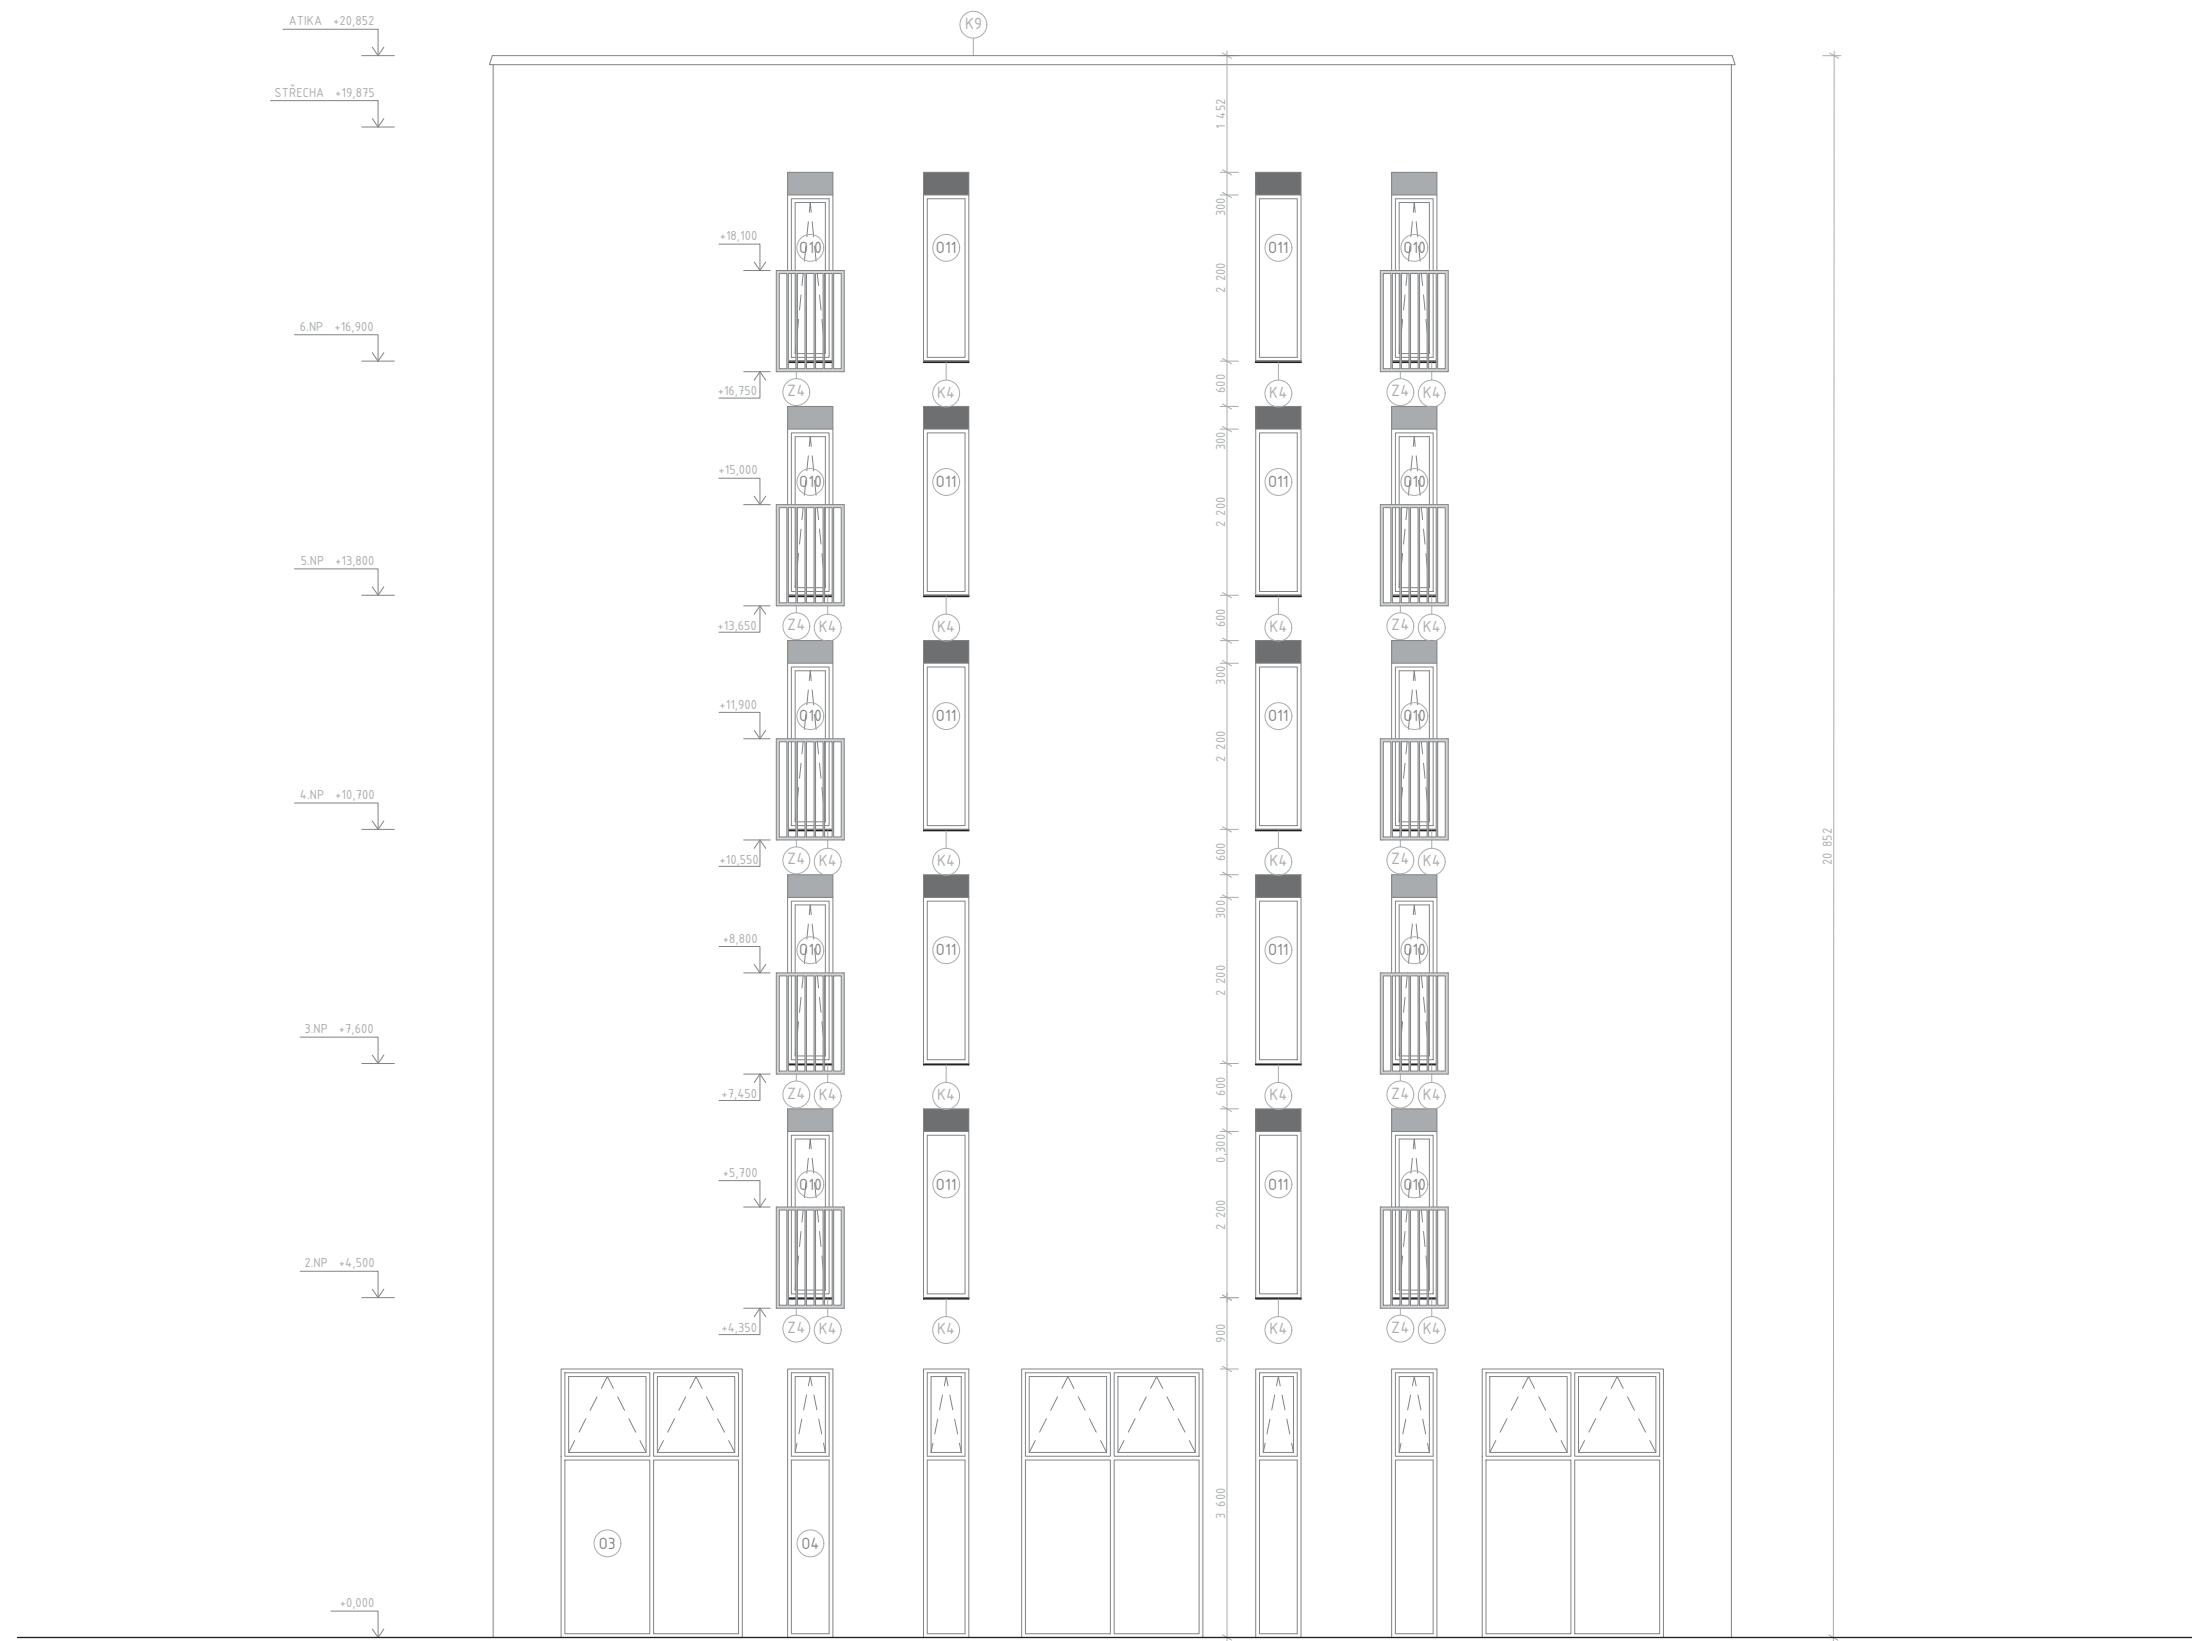 ATIKA +20,852
K9
STŘECHA +19,875
1 452
300
+18,100
O10
O11
O11
O10
2 200
6.NP +16,900
600
+16,750
Z4
K4
K4
Z4
K4
300
+15,000
O10
O11
O11
O10
2 200
5.NP +13,800
600
+13,650
Z4
K4
K4
K4
Z4
K4
300
+11,900
O10
O11
O11
O10
2 200
4.NP +10,700
20 852
600
+10,550
Z4
K4
K4
K4
Z4
K4
300
+8,800
O10
O11
O11
O10
2 200
3.NP +7,600
600
+7,450
Z4
K4
K4
K4
Z4
K4
0,300
+5,700
O10
O11
O11
O10
2 200
2.NP +4,500
900
+4,350
Z4
K4
K4
K4
Z4
K4
3 600
O3
O4
+0,000